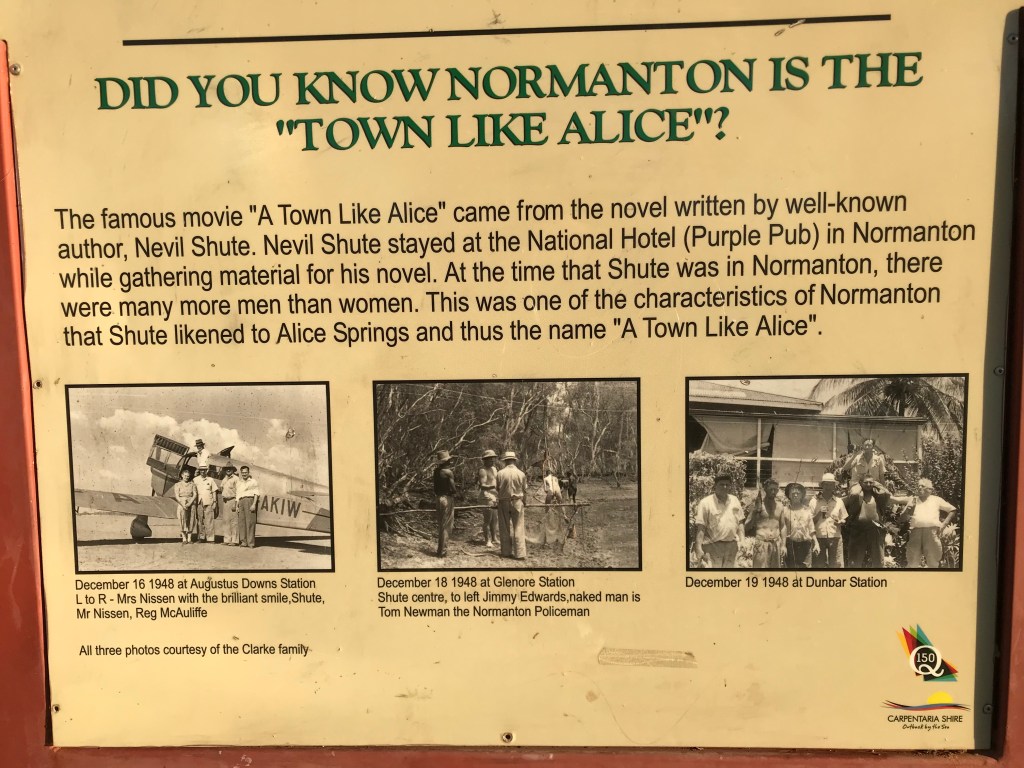 DID YOU KNOW NORMANTON IS THE
"TOWN LIKE ALICE"?
The famous movie "A Town Like Alice" came from the novel written by well-known
author, Nevil Shute. Nevil Shute stayed at the National Hotel (Purple Pub) in Normanton
while gathering material for his novel. At the time that Shute was in Normanton, there
were many more men than women. This was one of the characteristics of Normanton
that Shute likened to Alice Springs and thus the name "A Town Like Alice".
AKIW
December 16 1948 at Augustus Downs Station
L to R - Mrs Nissen with the brilliant smile,Shute,
Mr Nissen, Reg McAuliffe
December 18 1948 at Glenore Station
Shute centre, to left Jimmy Edwards,naked man is
Tom Newman the Normanton Policeman
December 19 1948 at Dunbar Station
All three photos courtesy of the Clarke family
Q150
CARPENTARIA SHIRE
Outback by the Sea